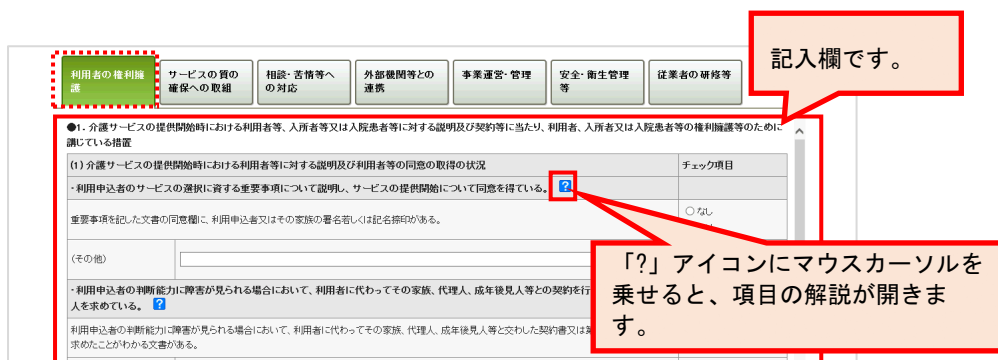 記入欄です。
利用者の権利擁
護
サービスの質の
確保への取組
相談・苦情等へ
の対応
外部機関等との
連携
事業運営・管理
安全・衛生管理
等
従業者の研修等
●1. 介護サービスの提供開始時における利用者等、入所者等又は入院患者等に対する説明及び契約等に当たり、利用者、入所者又は入院患者等の権利擁護等のために
講じている措置
(1) 介護サービスの提供開始時における利用者等に対する説明及び利用者等の同意の取得の状況
チェック項目
・利用申込者のサービスの選択に資する重要事項について説明し、サービスの提供開始について同意を得ている。 ?
重要事項を記した文書の同意欄に、利用申込者又はその家族の署名若しくは記名捺印がある。
なし
(その他)
「?」アイコンにマウスカーソルを
乗せると、項目の解説が開きま
す。
・利用申込者の判断能力に障害が見られる場合において、利用者に代わってその家族、代理人、成年後見人等との契約を行
人を求めている。 ?
利用申込者の判断能力に障害が見られる場合において、利用者に代わってその家族、代理人、成年後見人等と交わした契約書又は
求めたことがわかる文書がある。